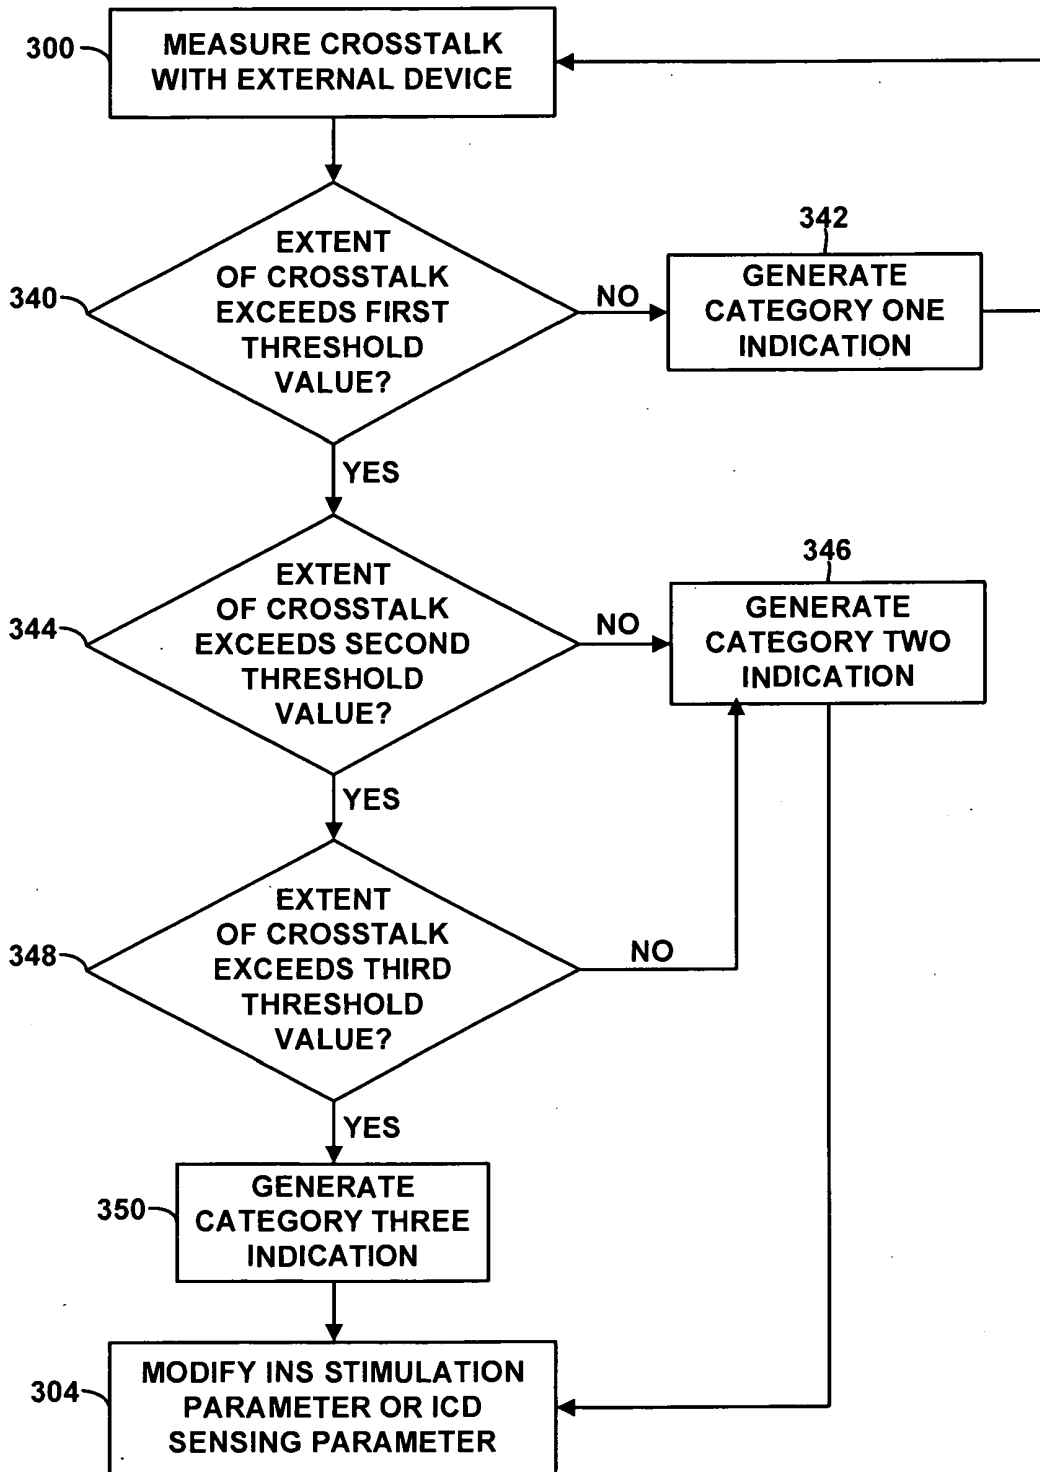 300
MEASURE CROSSTALK
WITH EXTERNAL DEVICE
340
EXTENT
OF CROSSTALK
EXCEEDS FIRST
THRESHOLD
VALUE?
NO
342
GENERATE
CATEGORY ONE
INDICATION
YES
344
EXTENT
OF CROSSTALK
EXCEEDS SECOND
THRESHOLD
VALUE?
NO
346
GENERATE
CATEGORY TWO
INDICATION
YES
348
EXTENT
OF CROSSTALK
EXCEEDS THIRD
THRESHOLD
VALUE?
NO
YES
350
GENERATE
CATEGORY THREE
INDICATION
304
MODIFY INS STIMULATION
PARAMETER OR ICD
SENSING PARAMETER